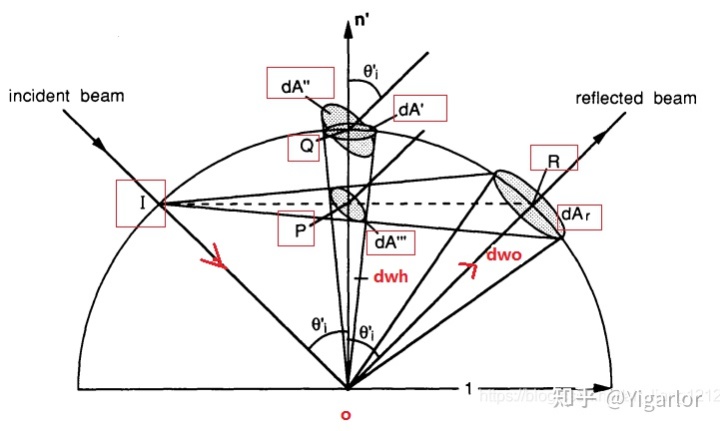 n'
θ'i
dA''
dA'
incident beam
reflected beam
Q
R
I
dAr
P
dA'''
dwo
dwh
θ'i
θ'i
1
知乎 @Yigarlor
o